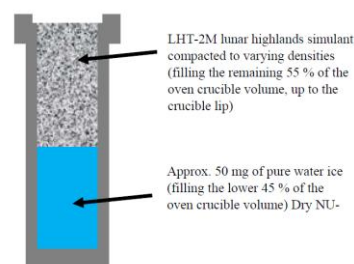 LHT-2M lunar highlands simulant
compacted to varying densities
(filling the remaining 55 % of the
oven crucible volume, up to the
crucible lip)
Approx. 50 mg of pure water ice
(filling the lower 45 % of the
oven crucible volume) Dry NU-